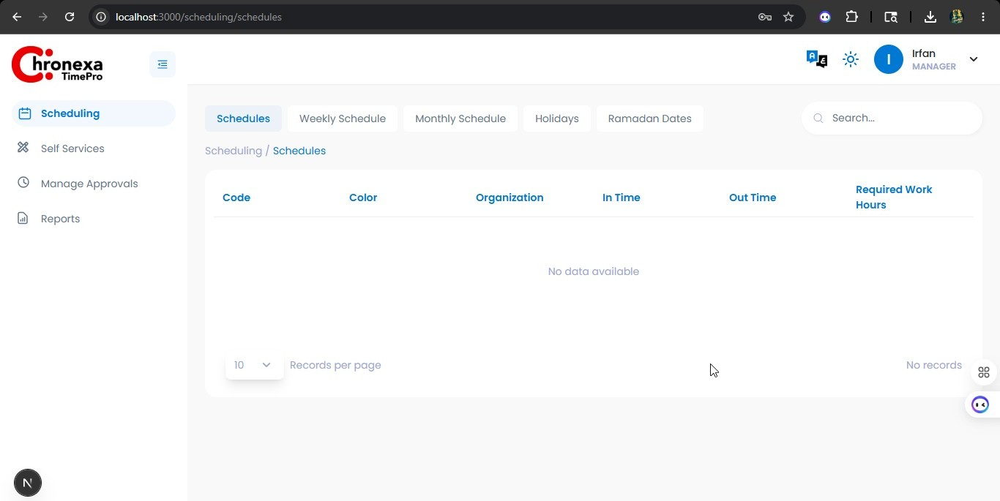 localhost:3000/scheduling/schedules
Chronexa
TimePro
A ع
I
Irfan
MANAGER
Scheduling
Self Services
Manage Approvals
Reports
Schedules
Weekly Schedule
Monthly Schedule
Holidays
Ramadan Dates
Search...
Scheduling / Schedules
Code
Color
Organization
In Time
Out Time
Required Work
Hours
No data available
10
Records per page
No records
N